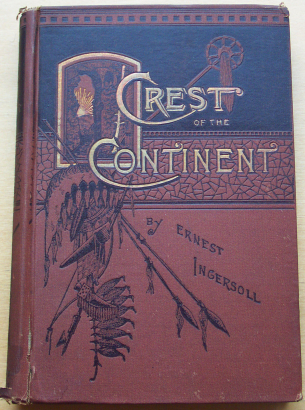 CREST
OF THE
CONTINENT
BY ERNEST
INGERSOLL